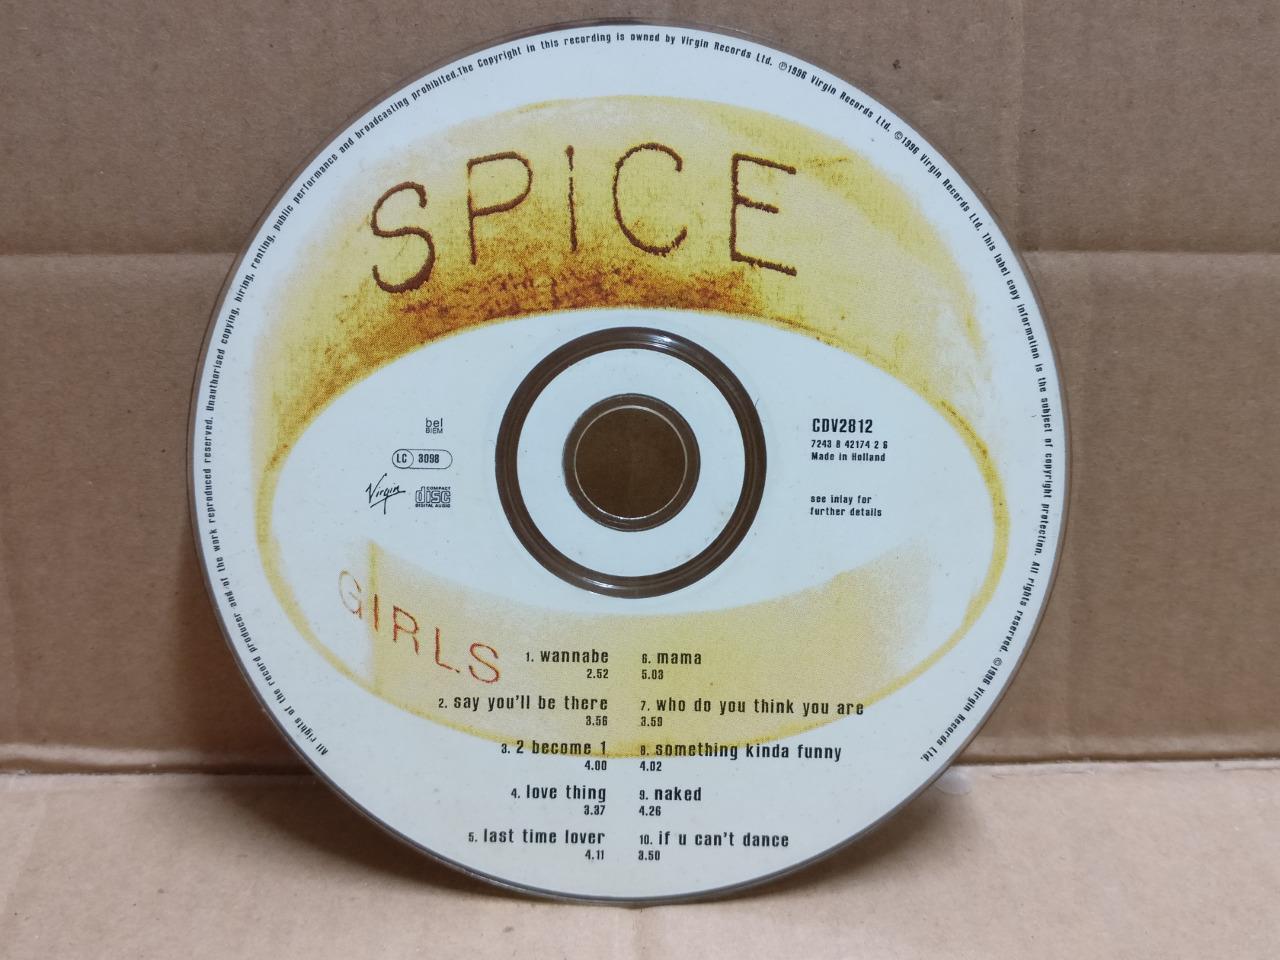 All rights of the record producer and of the work reproduced reserved. Unauthorised copying, hiring, renting, public performance and broadcasting prohibited.The Copyright in this recording is owned by Virgin Records Ltd. ℗1996 Virgin Records Ltd. ©1996 Virgin Records Ltd. This label copy information is the subject of copyright protection. All rights reserved. ©1996 Virgin Records Ltd.
SPiCE
bel
BIEM
LC 3098
Virgin
COMPACT
disc
DIGITAL AUDIO
CDV2812
7243 8 42174 2 6
Made in Holland
see inlay for
further details
GIRLS
1. wannabe
2.52
2. say you'll be there
3.56
3. 2 become 1
4.00
4. love thing
3.37
5. last time lover
4.11
6. mama
5.03
7. who do you think you are
3.59
8. something kinda funny
4.02
9. naked
4.26
10. if u can't dance
3.50